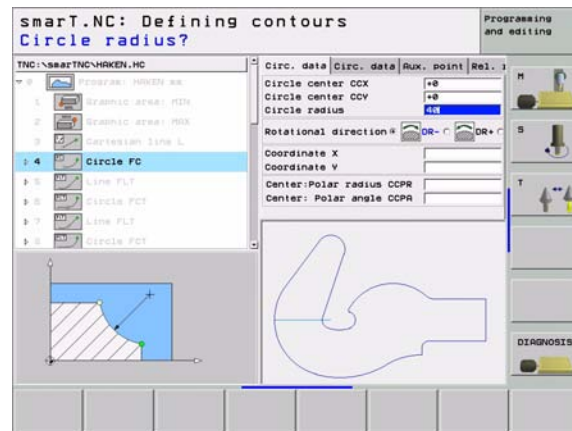 smarT.NC: Defining contours
Circle radius?
Programming
and editing
TNC:\smarTNC\HAKEN.HC
0 Program: HAKEN mm
1 Graphic area: MIN
2 Graphic area: MAX
3 Cartesian line L
4 Circle FC
5 Line FLT
6 Circle FCT
7 Line FLT
8 Circle FCT
Circ. data
Circ. data
Aux. point
Rel.
Circle center CCX +0
Circle center CCY +0
Circle radius 40
Rotational direction DR- DR+
Coordinate X
Coordinate Y
Center:Polar radius CCPR
Center: Polar angle CCPA
M
S
T
DIAGNOSIS